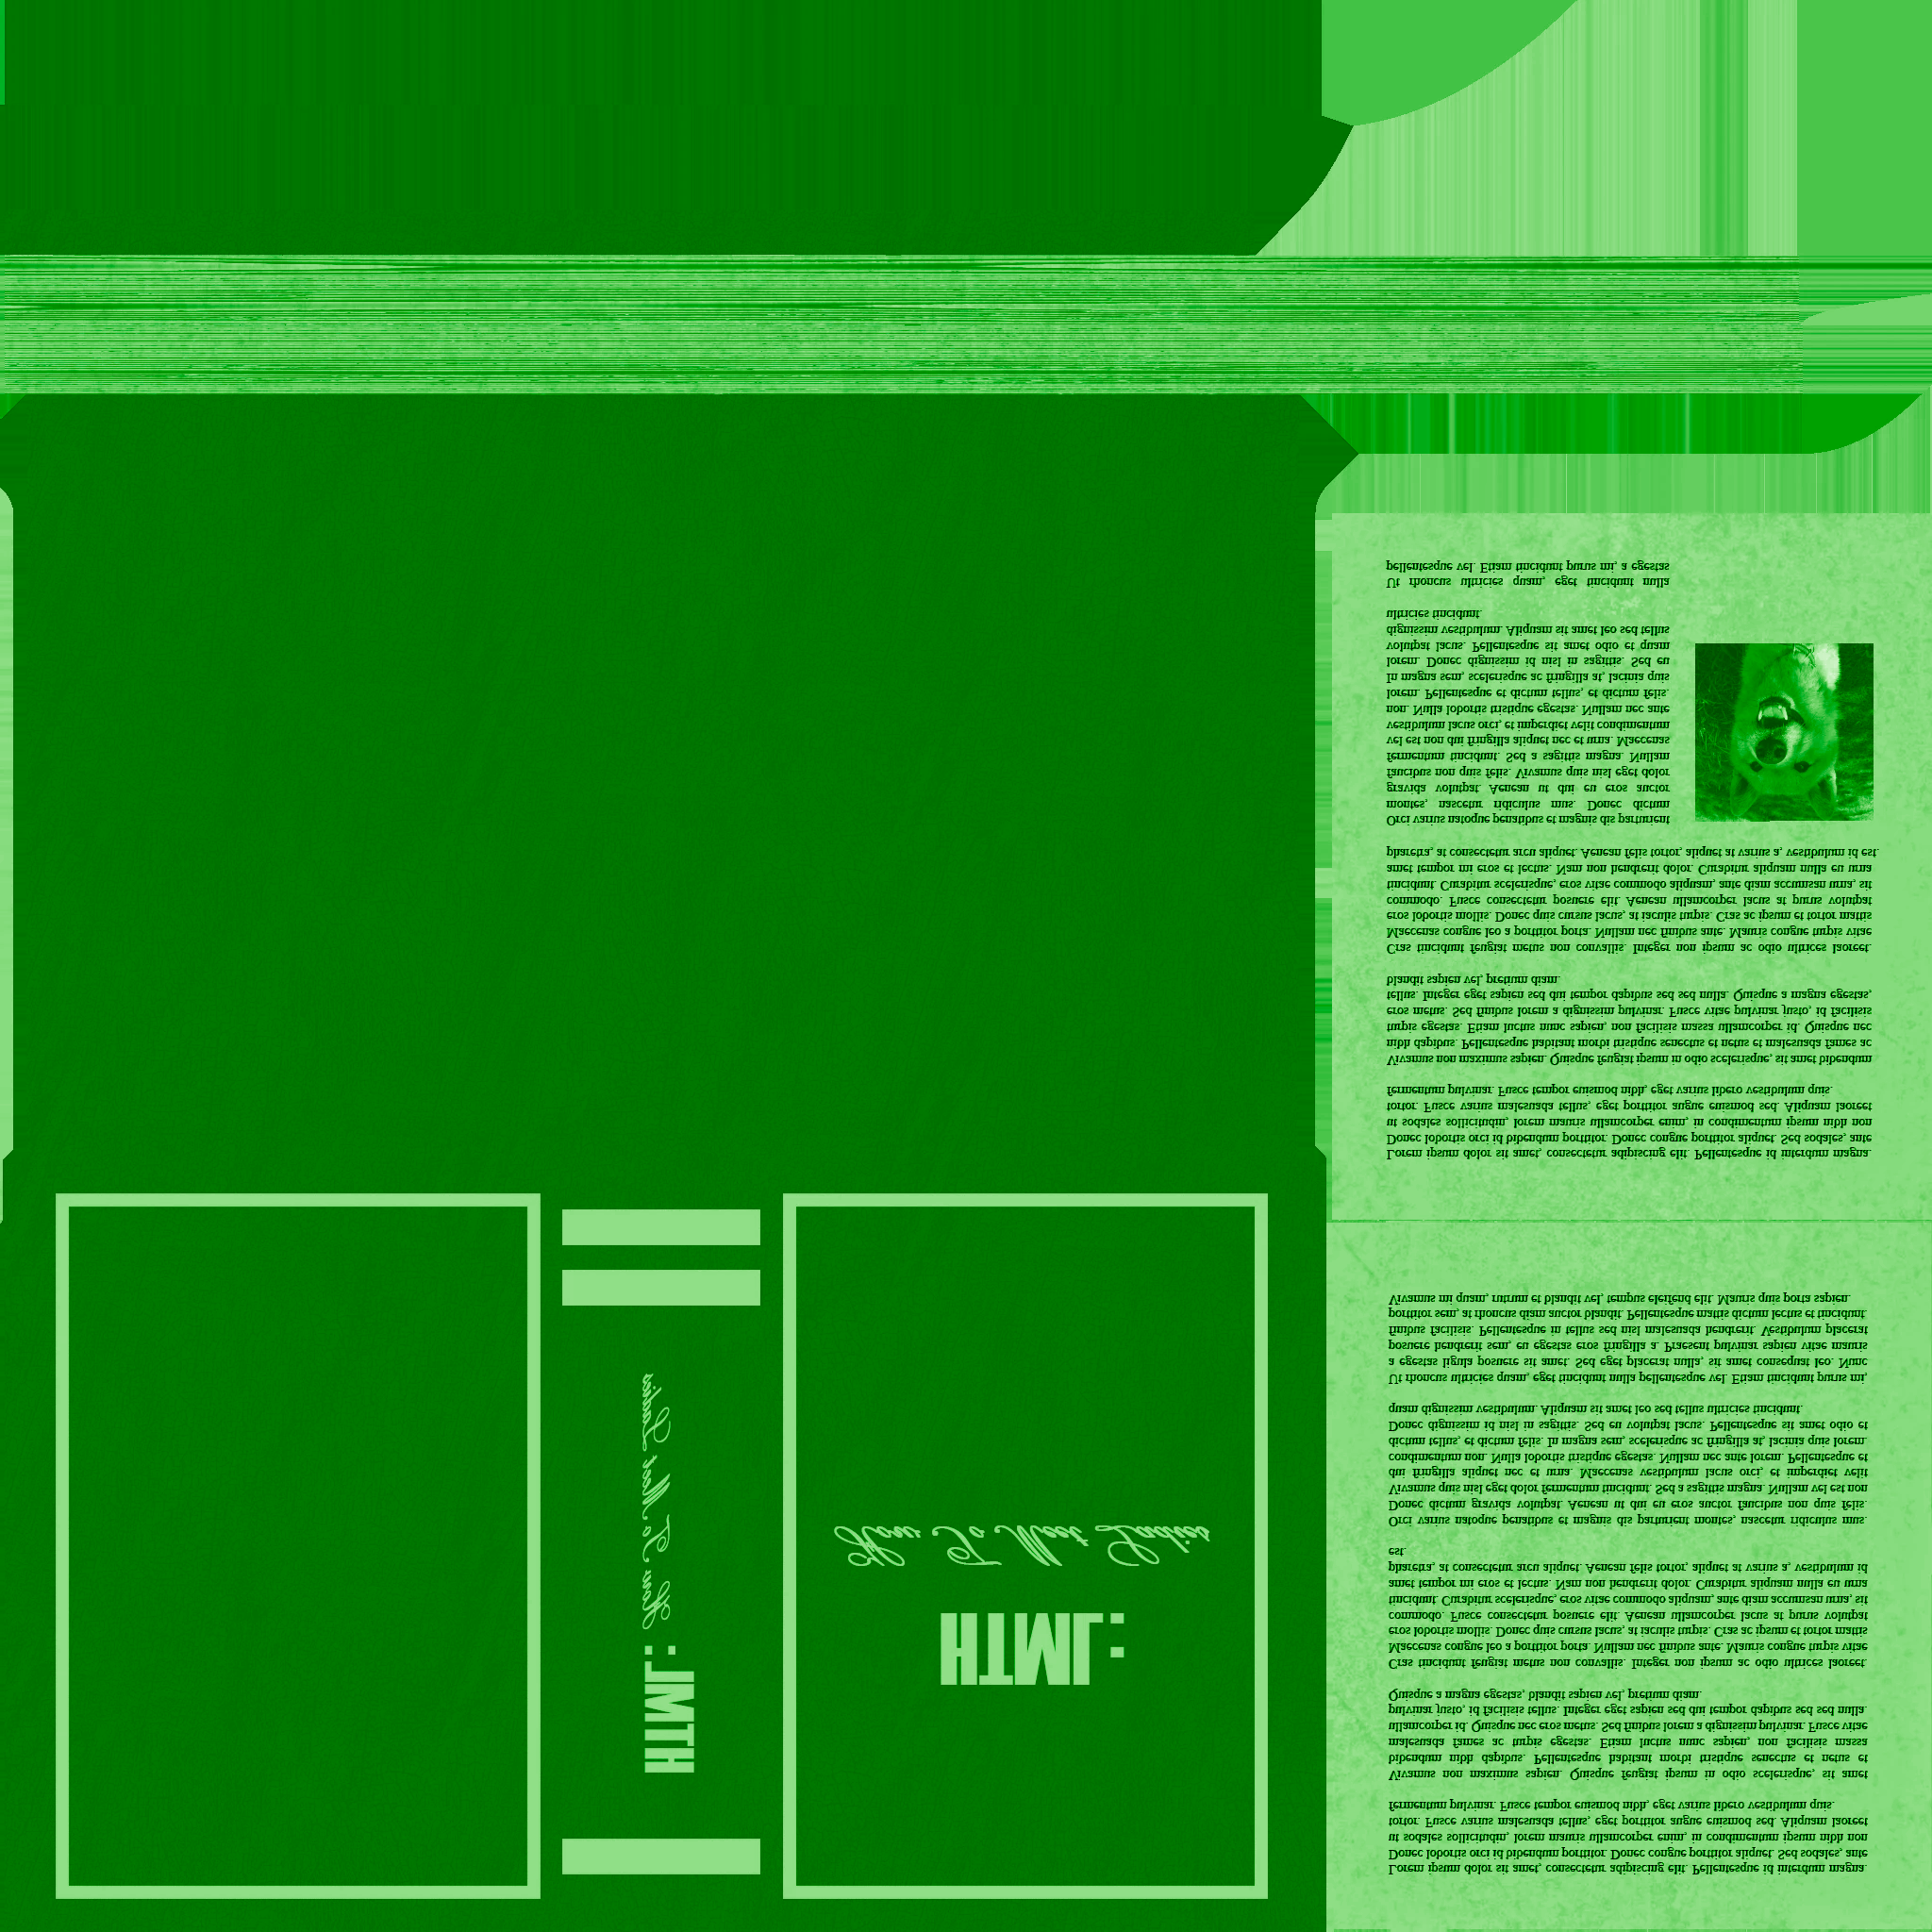 HTML:
How To Meet Ladies
HTML: How To Meet Ladies
Lorem ipsum dolor sit amet, consectetur adipiscing elit. Pellentesque id interdum magna.
Donec lobortis orci id bibendum porttitor. Donec congue porttitor aliquet. Sed sodales, ante
ut sodales sollicitudin, lorem mauris ullamcorper enim, in condimentum ipsum nibh non
tortor. Fusce varius malesuada tellus, eget porttitor augue euismod sed. Aliquam laoreet
fermentum pulvinar. Fusce tempor euismod nibh, eget varius libero vestibulum quis.
Vivamus non maximus sapien. Quisque feugiat ipsum in odio scelerisque, sit amet
bibendum nibh dapibus. Pellentesque habitant morbi tristique senectus et netus et
malesuada fames ac turpis egestas. Etiam luctus nunc sapien, non facilisis massa
ullamcorper id. Quisque nec eros metus. Sed finibus lorem a dignissim pulvinar. Fusce vitae
pulvinar justo, id facilisis tellus. Integer eget sapien sed dui tempor dapibus sed sed nulla.
Quisque a magna egestas, blandit sapien vel, pretium diam.
Cras tincidunt feugiat metus non convallis. Integer non ipsum ac odio ultrices laoreet.
Maecenas congue leo a porttitor porta. Nullam nec finibus ante. Mauris congue turpis vitae
eros lobortis mollis. Donec quis cursus lacus, at iaculis turpis. Cras ac ipsum et tortor mattis
commodo. Fusce consectetur posuere elit. Aenean ullamcorper lacus at purus volutpat
tincidunt. Curabitur scelerisque, eros vitae commodo aliquam, ante diam accumsan urna, sit
amet tempor mi eros et lectus. Nam non hendrerit dolor. Curabitur aliquam nulla eu urna
pharetra, at consectetur arcu aliquet. Aenean felis tortor, aliquet at varius a, vestibulum id
est.
Orci varius natoque penatibus et magnis dis parturient montes, nascetur ridiculus mus.
Donec dictum gravida volutpat. Aenean ut dui eu eros auctor faucibus non quis felis.
Vivamus quis nisl eget dolor fermentum tincidunt. Sed a sagittis magna. Nullam vel est non
dui fringilla aliquet nec et urna. Maecenas vestibulum lacus orci, et imperdiet velit
condimentum non. Nulla lobortis tristique egestas. Nullam nec ante lorem. Pellentesque et
dictum tellus, et dictum felis. In magna sem, scelerisque ac fringilla at, lacinia quis lorem.
Donec dignissim id nisl in sagittis. Sed eu volutpat lacus. Pellentesque sit amet odio et
quam dignissim vestibulum. Aliquam sit amet leo sed tellus ultricies tincidunt.
Ut rhoncus ultricies quam, eget tincidunt nulla pellentesque vel. Etiam tincidunt purus mi,
a egestas ligula posuere sit amet. Sed eget placerat nulla, sit amet consequat leo. Nunc
posuere hendrerit sem, eu egestas eros fringilla a. Praesent pulvinar sapien vitae mauris
finibus facilisis. Pellentesque in tellus sed nisl malesuada hendrerit. Vestibulum placerat
porttitor sem, at rhoncus diam auctor blandit. Pellentesque mattis dictum lectus et tincidunt.
Vivamus mi quam, rutrum et blandit vel, tempus eleifend elit. Mauris quis porta sapien.
Lorem ipsum dolor sit amet, consectetur adipiscing elit. Pellentesque id interdum magna.
Donec lobortis orci id bibendum porttitor. Donec congue porttitor aliquet. Sed sodales, ante
ut sodales sollicitudin, lorem mauris ullamcorper enim, in condimentum ipsum nibh non
tortor. Fusce varius malesuada tellus, eget porttitor augue euismod sed. Aliquam laoreet
fermentum pulvinar. Fusce tempor euismod nibh, eget varius libero vestibulum quis.
Vivamus non maximus sapien. Quisque feugiat ipsum in odio scelerisque, sit amet bibendum
nibh dapibus. Pellentesque habitant morbi tristique senectus et netus et malesuada fames ac
turpis egestas. Etiam luctus nunc sapien, non facilisis massa ullamcorper id. Quisque nec
eros metus. Sed finibus lorem a dignissim pulvinar. Fusce vitae pulvinar justo, id facilisis
tellus. Integer eget sapien sed dui tempor dapibus sed sed nulla. Quisque a magna egestas,
blandit sapien vel, pretium diam.
Cras tincidunt feugiat metus non convallis. Integer non ipsum ac odio ultrices laoreet.
Maecenas congue leo a porttitor porta. Nullam nec finibus ante. Mauris congue turpis vitae
eros lobortis mollis. Donec quis cursus lacus, at iaculis turpis. Cras ac ipsum et tortor mattis
commodo. Fusce consectetur posuere elit. Aenean ullamcorper lacus at purus volutpat
tincidunt. Curabitur scelerisque, eros vitae commodo aliquam, ante diam accumsan urna, sit
amet tempor mi eros et lectus. Nam non hendrerit dolor. Curabitur aliquam nulla eu urna
pharetra, at consectetur arcu aliquet. Aenean felis tortor, aliquet at varius a, vestibulum id est.
Orci varius natoque penatibus et magnis dis parturient
montes, nascetur ridiculus mus. Donec dictum
gravida volutpat. Aenean ut dui eu eros auctor
faucibus non quis felis. Vivamus quis nisl eget dolor
fermentum tincidunt. Sed a sagittis magna. Nullam
vel est non dui fringilla aliquet nec et urna. Maecenas
vestibulum lacus orci, et imperdiet velit condimentum
non. Nulla lobortis tristique egestas. Nullam nec ante
lorem. Pellentesque et dictum tellus, et dictum felis.
In magna sem, scelerisque ac fringilla at, lacinia quis
lorem. Donec dignissim id nisl in sagittis. Sed eu
volutpat lacus. Pellentesque sit amet odio et quam
dignissim vestibulum. Aliquam sit amet leo sed tellus
ultricies tincidunt.
Ut rhoncus ultricies quam, eget tincidunt nulla
pellentesque vel. Etiam tincidunt purus mi, a egestas